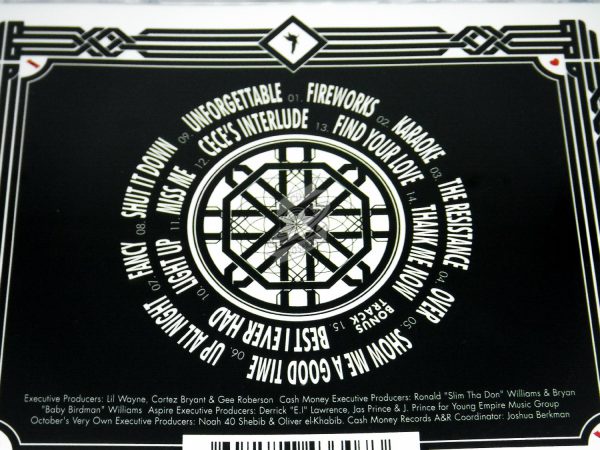 01. FIREWORKS
02. KARAOKE
03. THE RESISTANCE
04. OVER
05. SHOW ME A GOOD TIME
06. UP ALL NIGHT
07. FANCY
08. SHUT IT DOWN
09. UNFORGETTABLE
10. LIGHT UP
11. MISS ME
12. CECE'S INTERLUDE
13. FIND YOUR LOVE
14. THANK ME NOW
BONUS TRACK 15. BEST I EVER HAD
Executive Producers: Lil Wayne, Cortez Bryant & Gee Roberson Cash Money Executive Producers: Ronald "Slim Tha Don" Williams & Bryan
"Baby Birdman" Williams Aspire Executive Producers: Derrick "E.I" Lawrence, Jas Prince & J. Prince for Young Empire Music Group
October's Very Own Executive Producers: Noah 40 Shebib & Oliver el-Khabib. Cash Money Records A&R Coordinator: Joshua Berkman